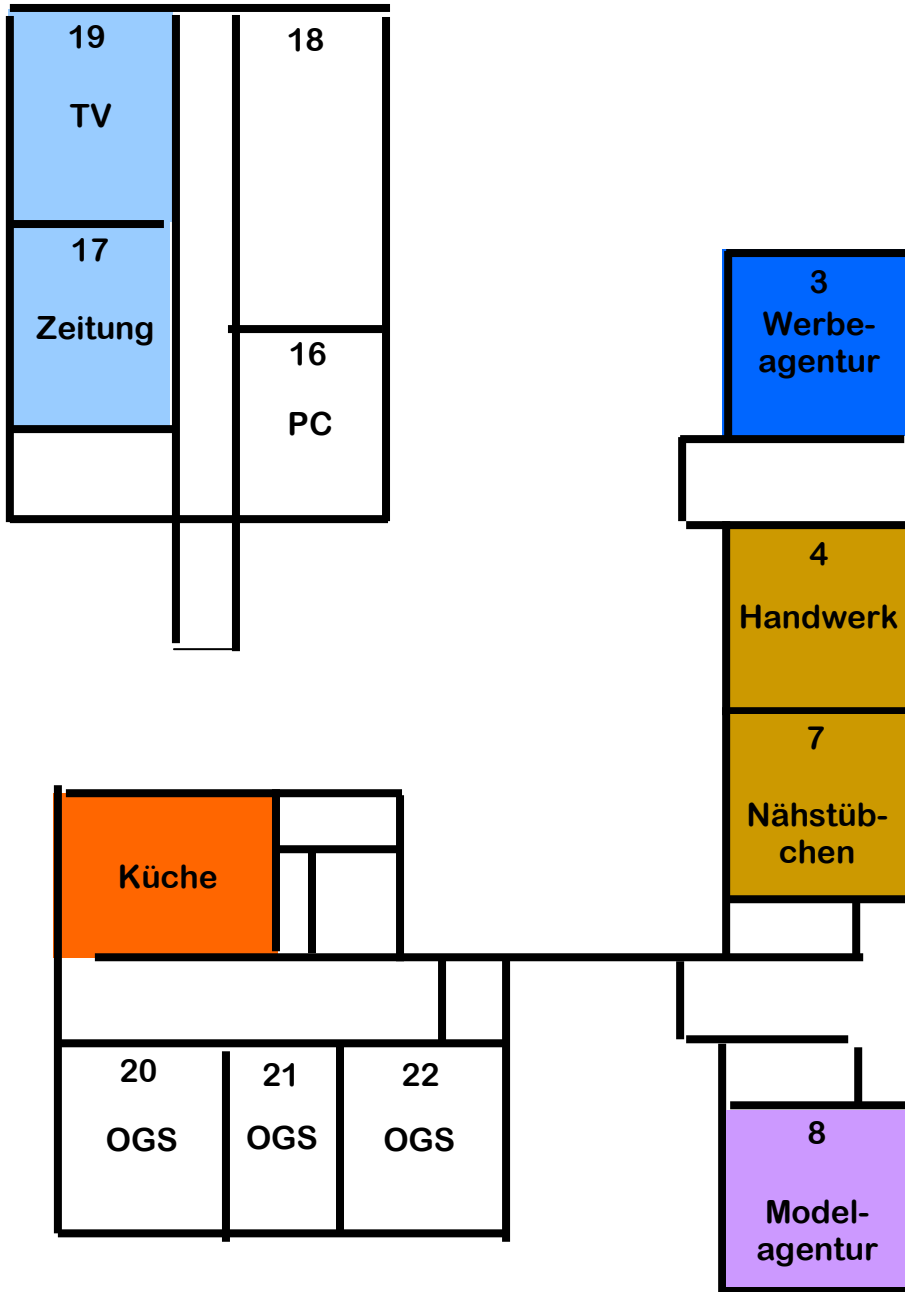 19
TV
18
17
Zeitung
16
PC
3
Werbe-
agentur
4
Handwerk
7
Nähstüb-
chen
Küche
20
OGS
21
OGS
22
OGS
8
Model-
agentur